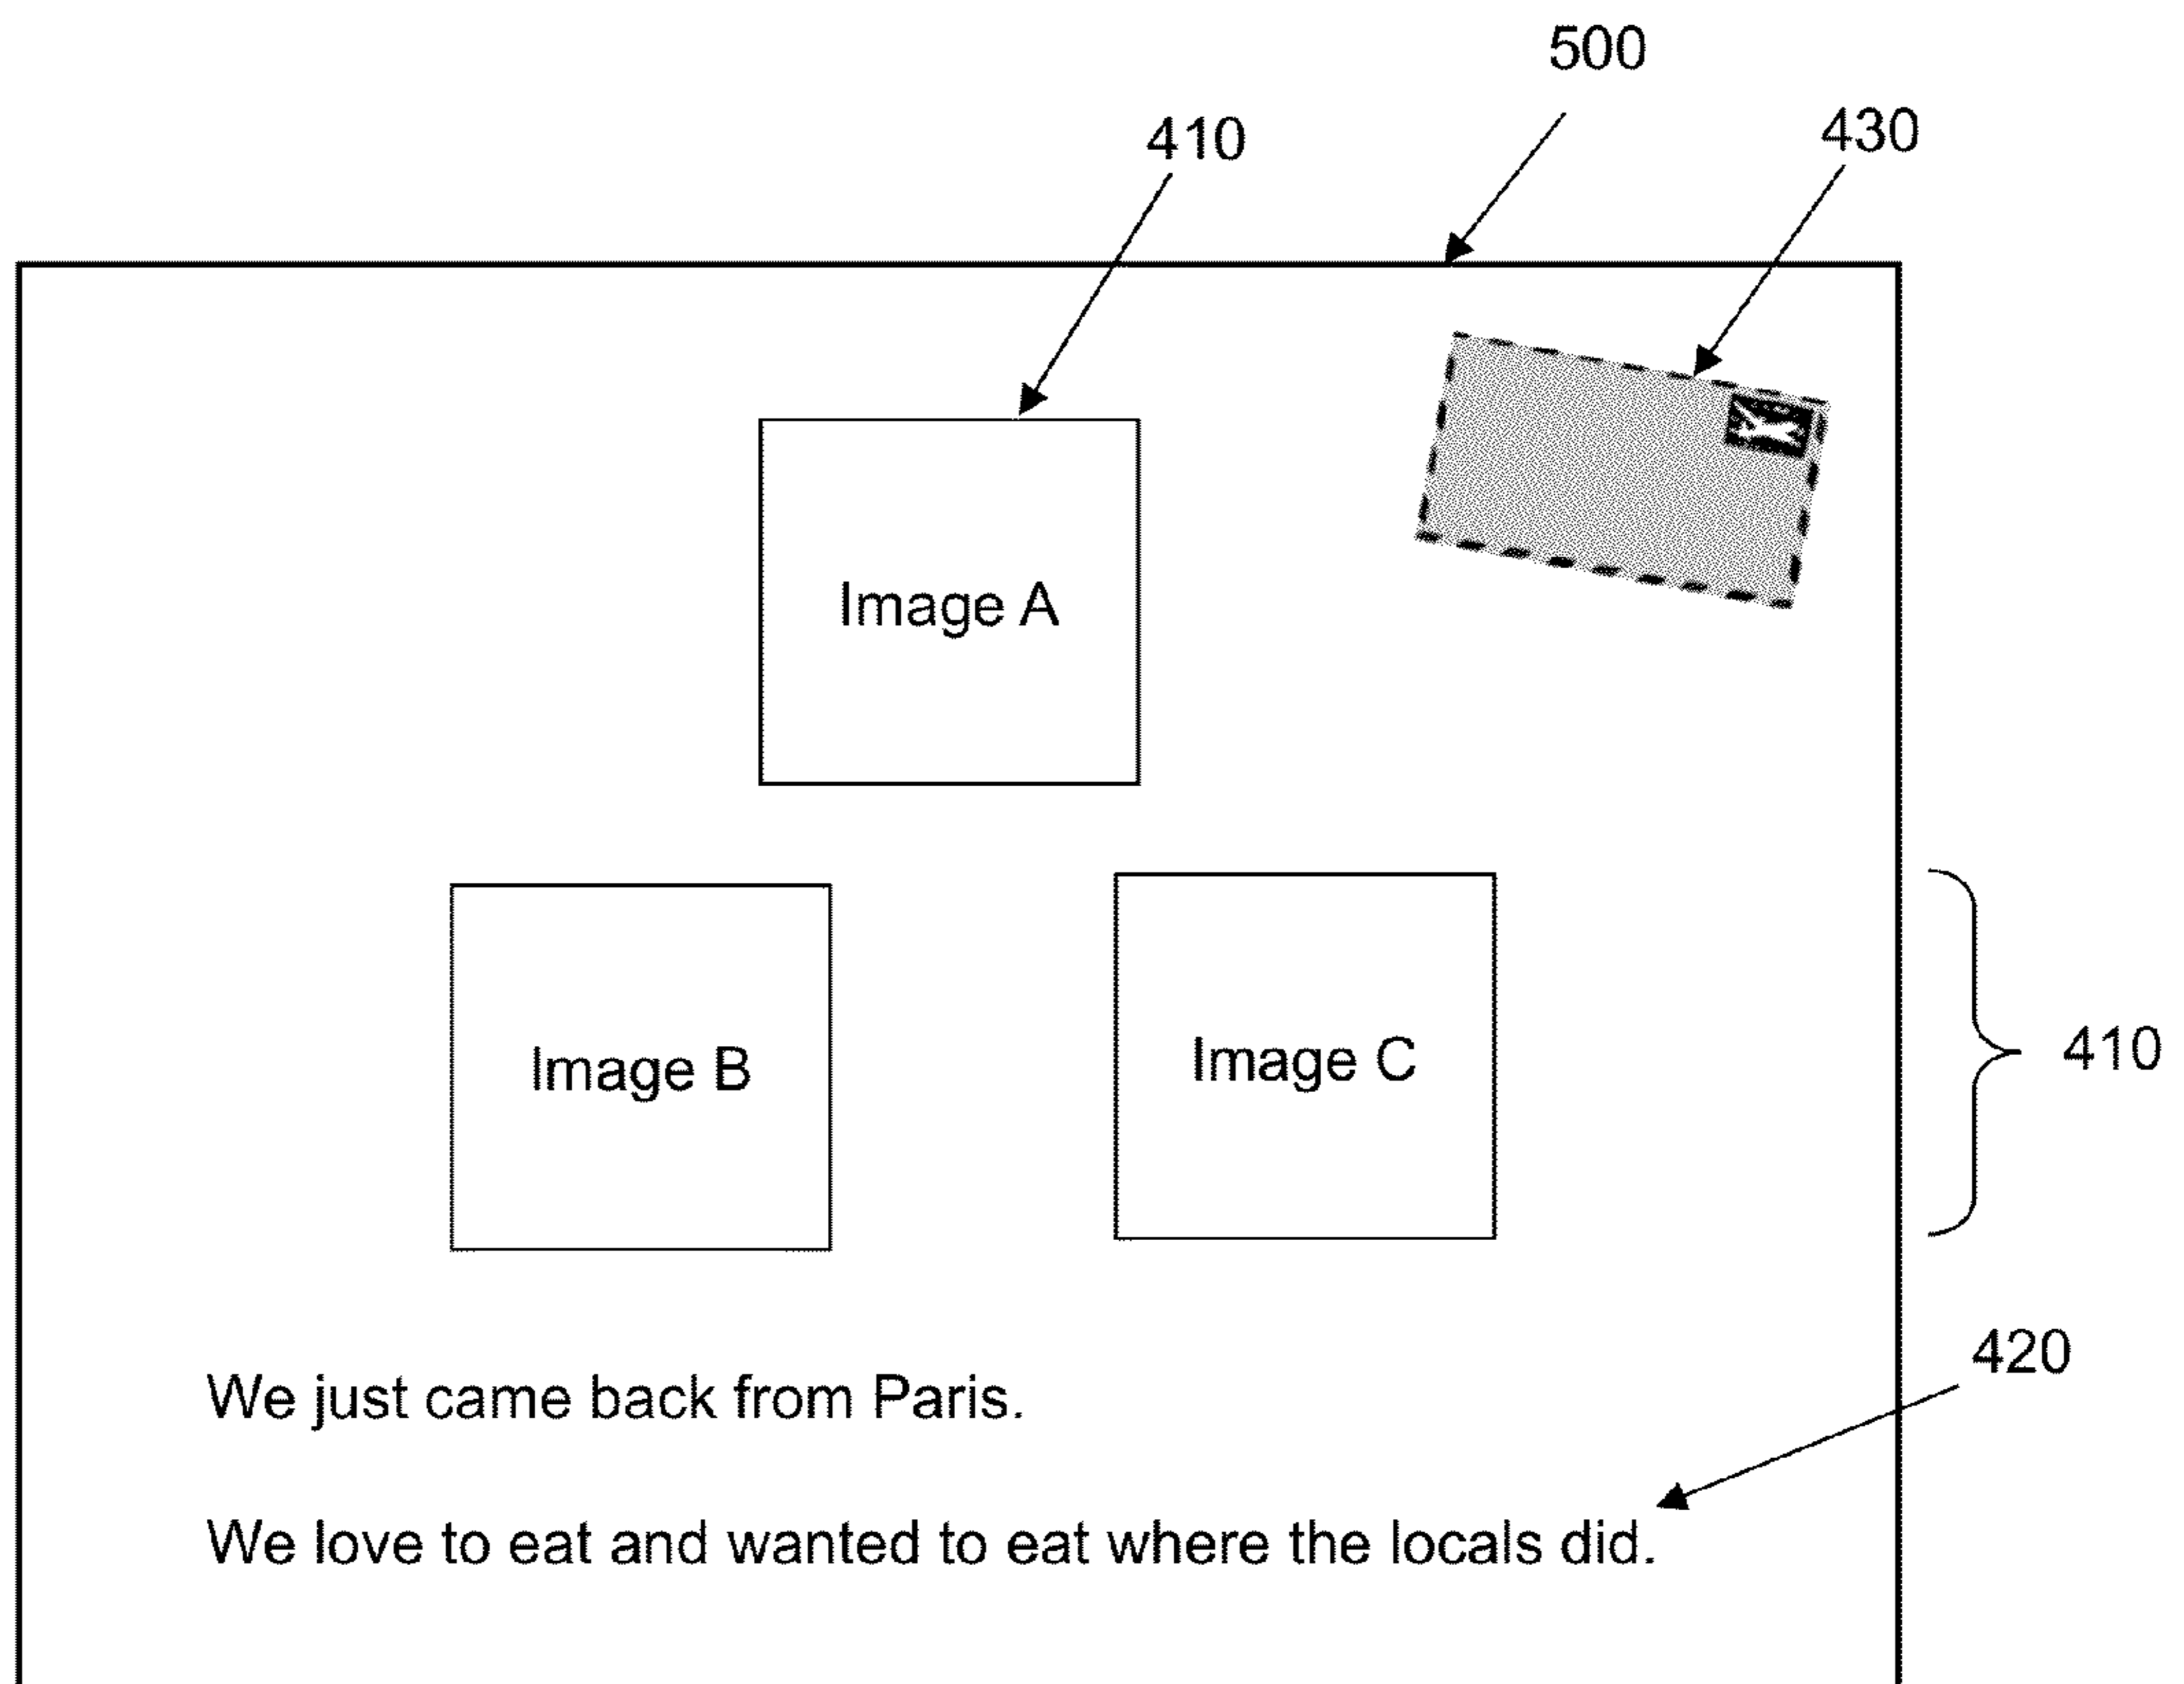 500
410
430
Image A
Image B
Image C
410
420
We just came back from Paris.
We love to eat and wanted to eat where the locals did.